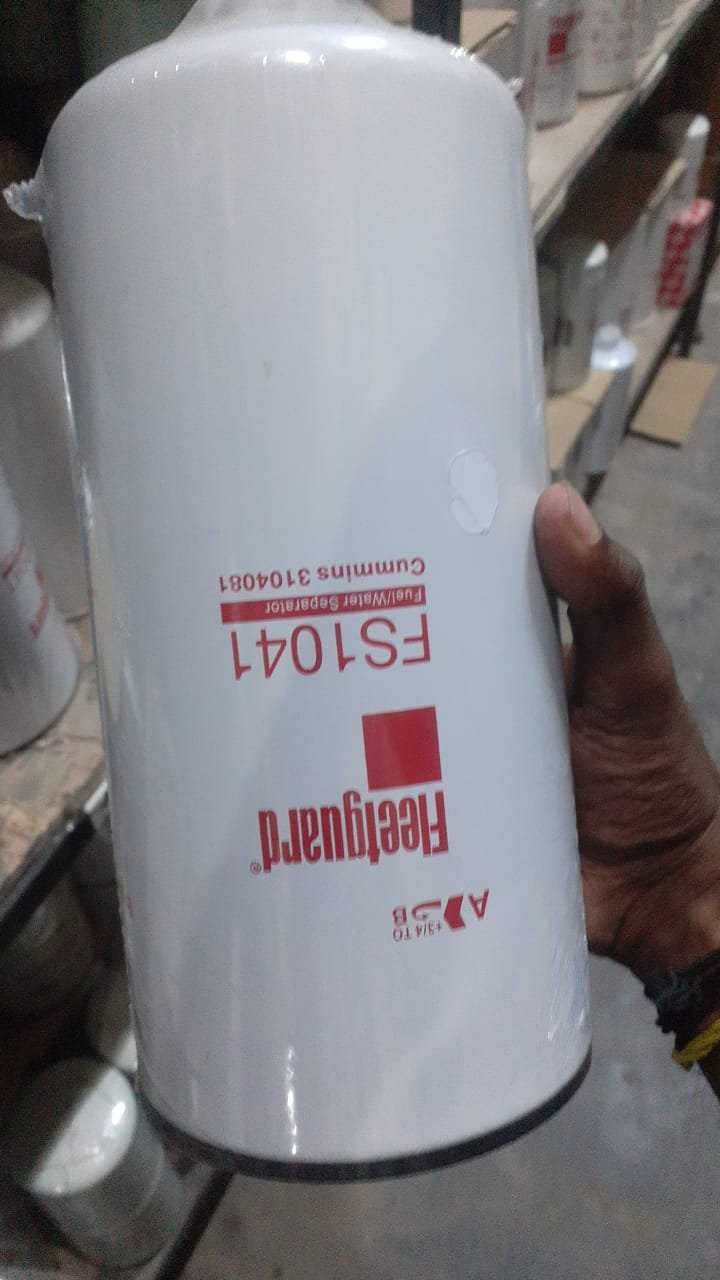 +3/4 TO
A B
Fleetguard®
FS1041
Fuel/Water Separator
Cummins 3104081